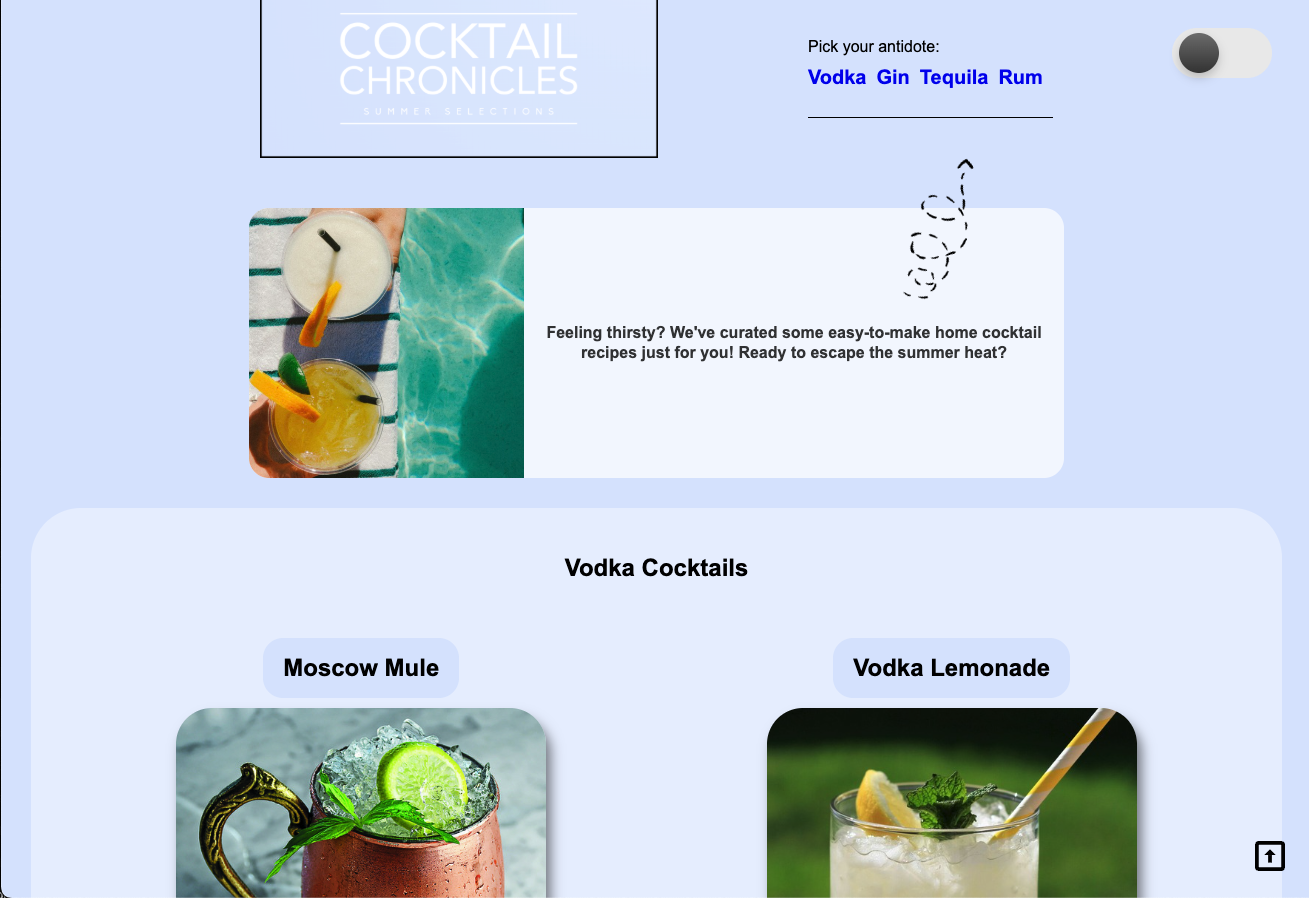 COCKTAIL
CHRONICLES
SUMMER SELECTIONS
Pick your antidote:
Vodka Gin Tequila Rum
Feeling thirsty? We've curated some easy-to-make home cocktail
recipes just for you! Ready to escape the summer heat?
Vodka Cocktails
Moscow Mule
Vodka Lemonade